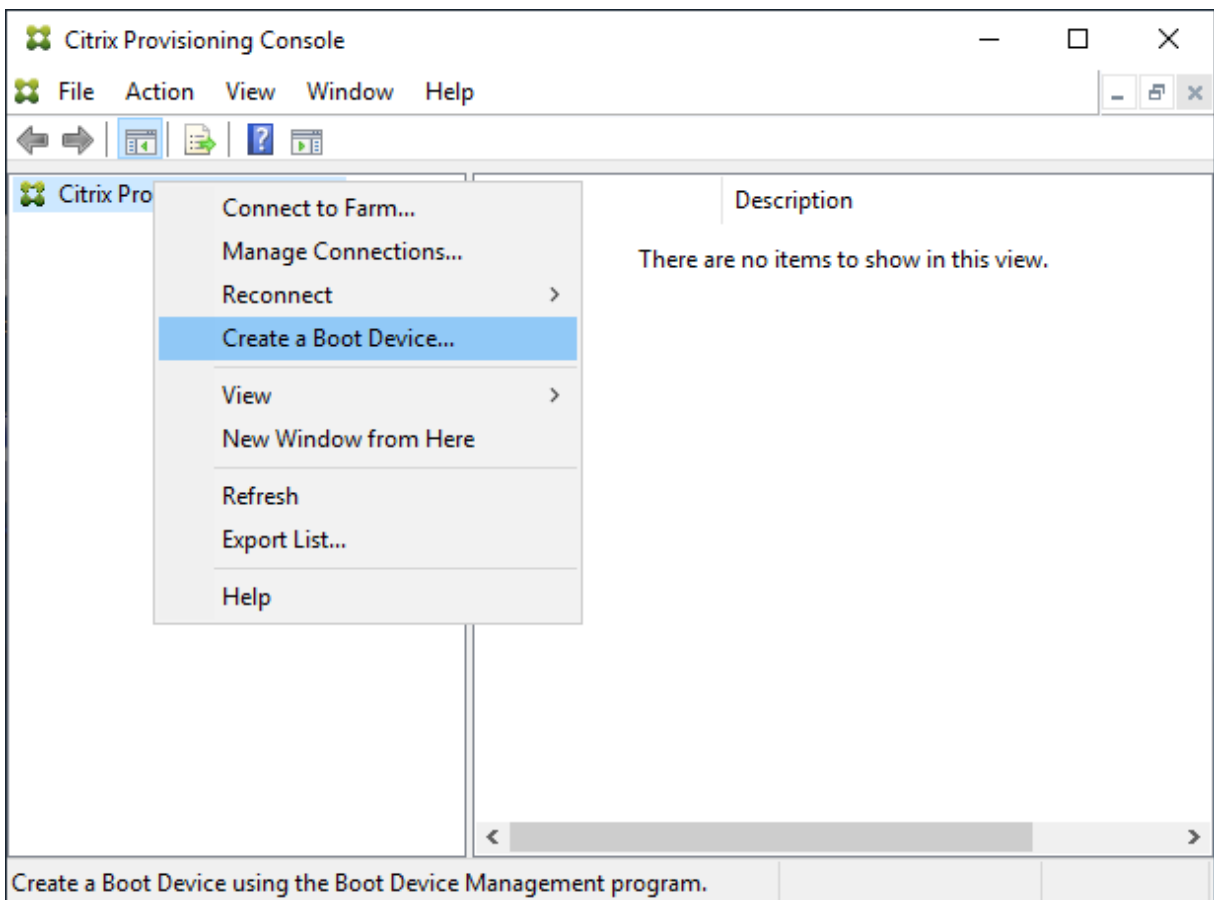 Citrix Provisioning Console
File Action View Window Help
Citrix Pro
Description
There are no items to show in this view.
Connect to Farm...
Manage Connections...
Reconnect
Create a Boot Device...
View
New Window from Here
Refresh
Export List...
Help
Create a Boot Device using the Boot Device Management program.